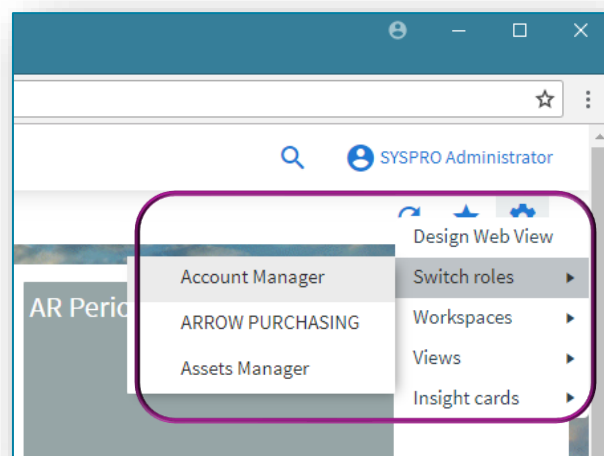 SYSPRO Administrator
Design Web View
Switch roles
Account Manager
ARROW PURCHASING
Assets Manager
Workspaces
Views
Insight cards
AR Perio